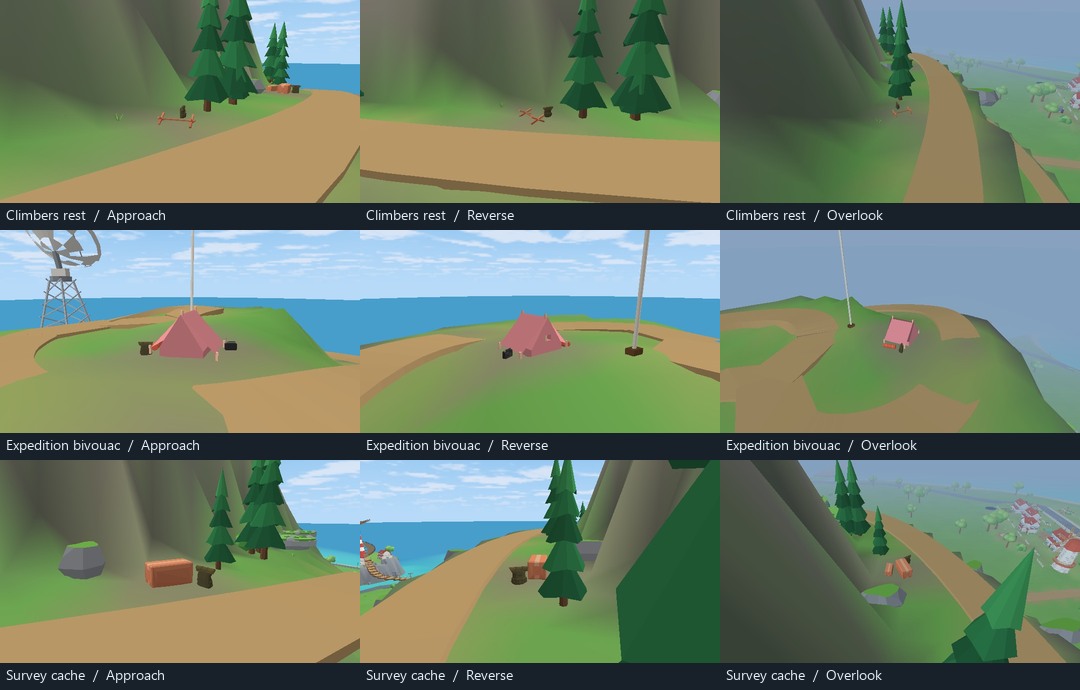 Climbers rest / Approach
Climbers rest / Reverse
Climbers rest / Overlook
Expedition bivouac / Approach
Expedition bivouac / Reverse
Expedition bivouac / Overlook
Survey cache / Approach
Survey cache / Reverse
Survey cache / Overlook